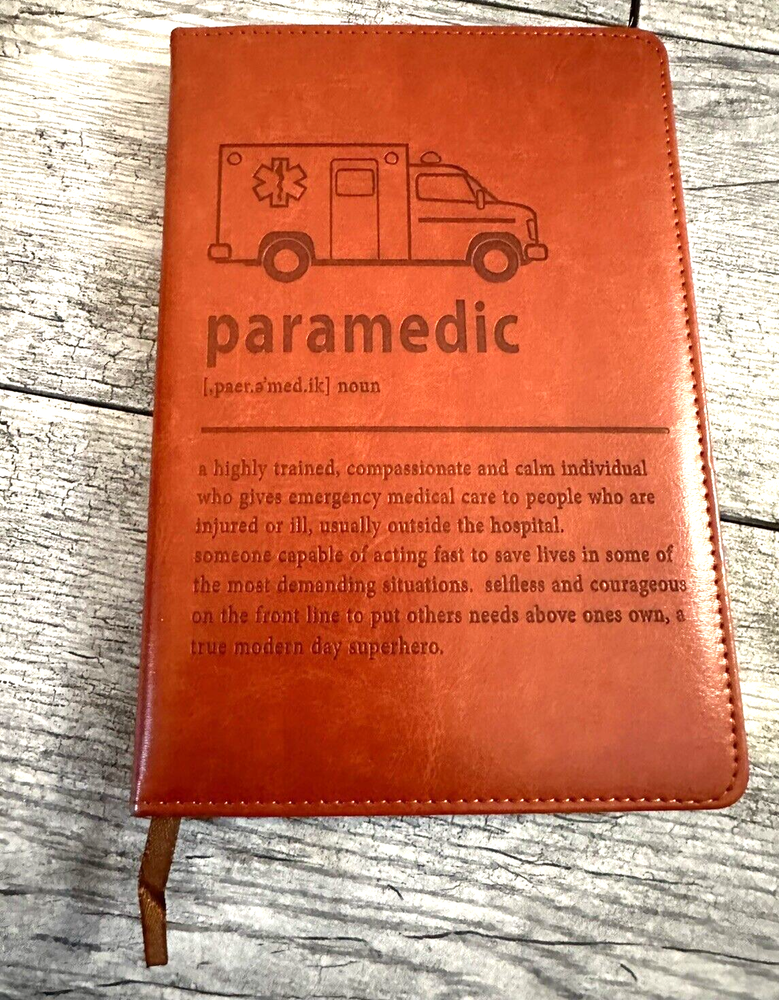 paramedic
[,paer.ə'med.ik] noun
a highly trained, compassionate and calm individual
who gives emergency medical care to people who are
injured or ill, usually outside the hospital.
someone capable of acting fast to save lives in some of
the most demanding situations. selfless and courageous
on the front line to put others needs above ones own, a
true modern day superhero.